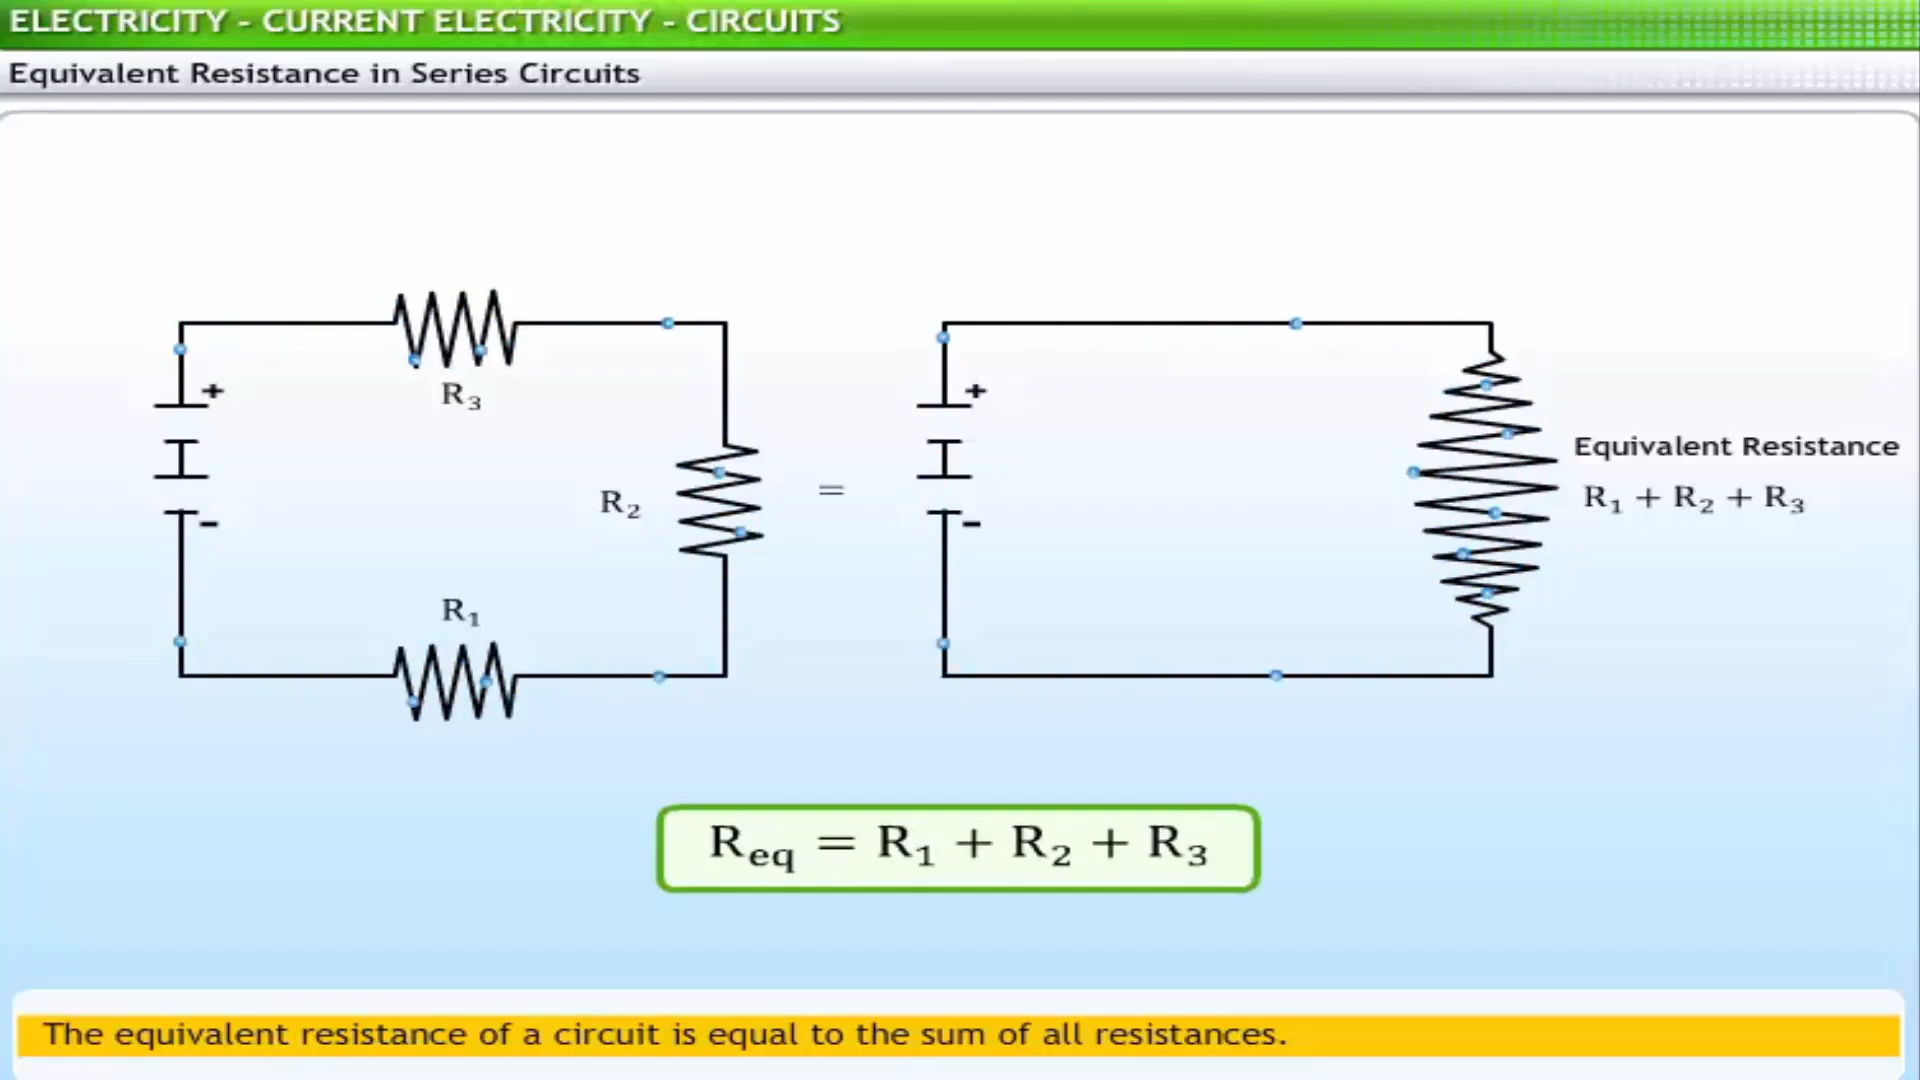 ELECTRICITY - CURRENT ELECTRICITY - CIRCUITS
Equivalent Resistance in Series Circuits
+
R₃
R₂
R₁
-
=
+
-
Equivalent Resistance
R₁ + R₂ + R₃
R_eq = R₁ + R₂ + R₃
The equivalent resistance of a circuit is equal to the sum of all resistances.